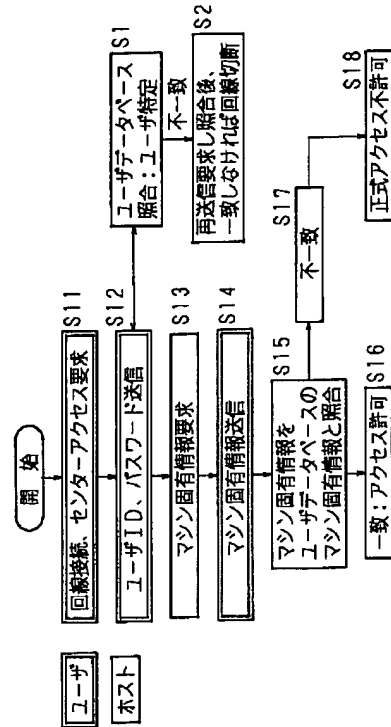 ユーザ
ホスト
開始
回線接続、センターアクセス要求
S11
ユーザID、パスワード送信
S12
ユーザデータベース
照合：ユーザ特定
S1
不一致
再送信要求し照合後、
一致しなければ回線切断
S2
マシン固有情報要求
S13
マシン固有情報送信
S14
マシン固有情報を
ユーザデータベースの
マシン固有情報と照合
S15
一致：アクセス許可
S16
不一致
S17
正式アクセス不許可
S18